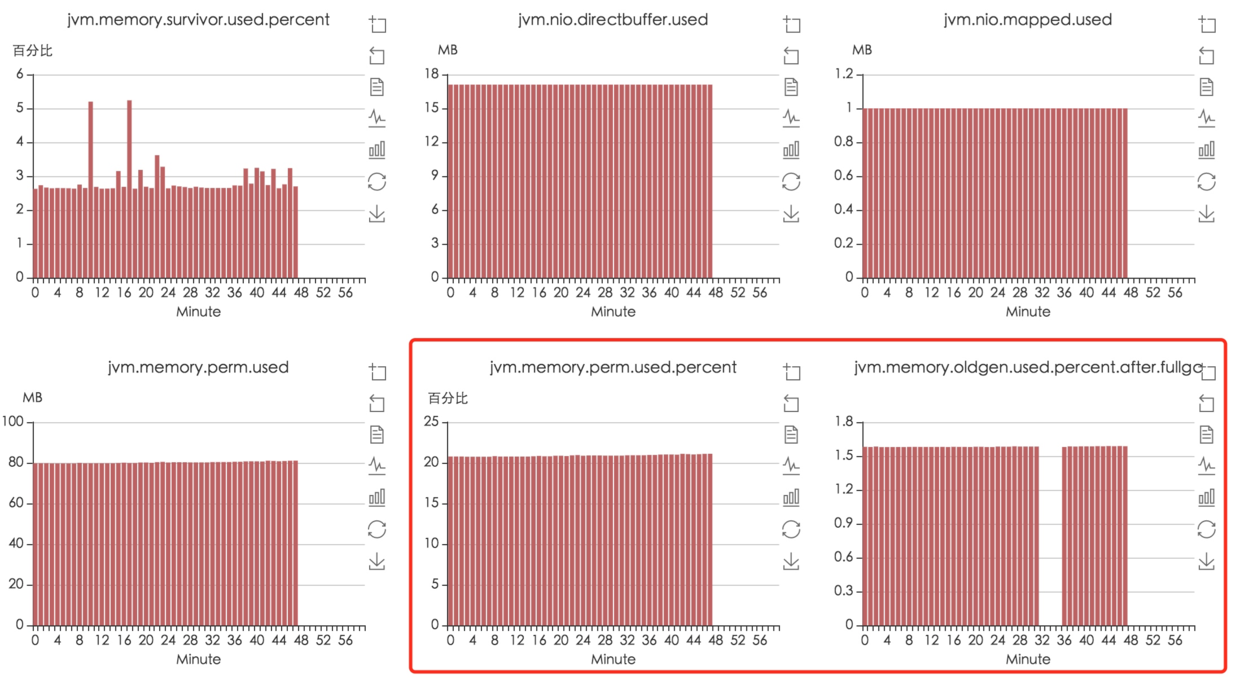 jvm.memory.survivor.used.percent
百分比
6
5
4
3
2
1
0
0 4 8 12 16 20 24 28 32 36 40 44 48 52 56
Minute
jvm.nio.directbuffer.used
MB
18
15
12
9
6
3
0
0 4 8 12 16 20 24 28 32 36 40 44 48 52 56
Minute
jvm.nio.mapped.used
MB
1.2
1
0.8
0.6
0.4
0.2
0
0 4 8 12 16 20 24 28 32 36 40 44 48 52 56
Minute
jvm.memory.perm.used
MB
100
80
60
40
20
0
0 4 8 12 16 20 24 28 32 36 40 44 48 52 56
Minute
jvm.memory.perm.used.percent
百分比
25
20
15
10
5
0
0 4 8 12 16 20 24 28 32 36 40 44 48 52 56
Minute
jvm.memory.oldgen.used.percent.after.fullgc
1.8
1.5
1.2
0.9
0.6
0.3
0
0 4 8 12 16 20 24 28 32 36 40 44 48 52 56
Minute